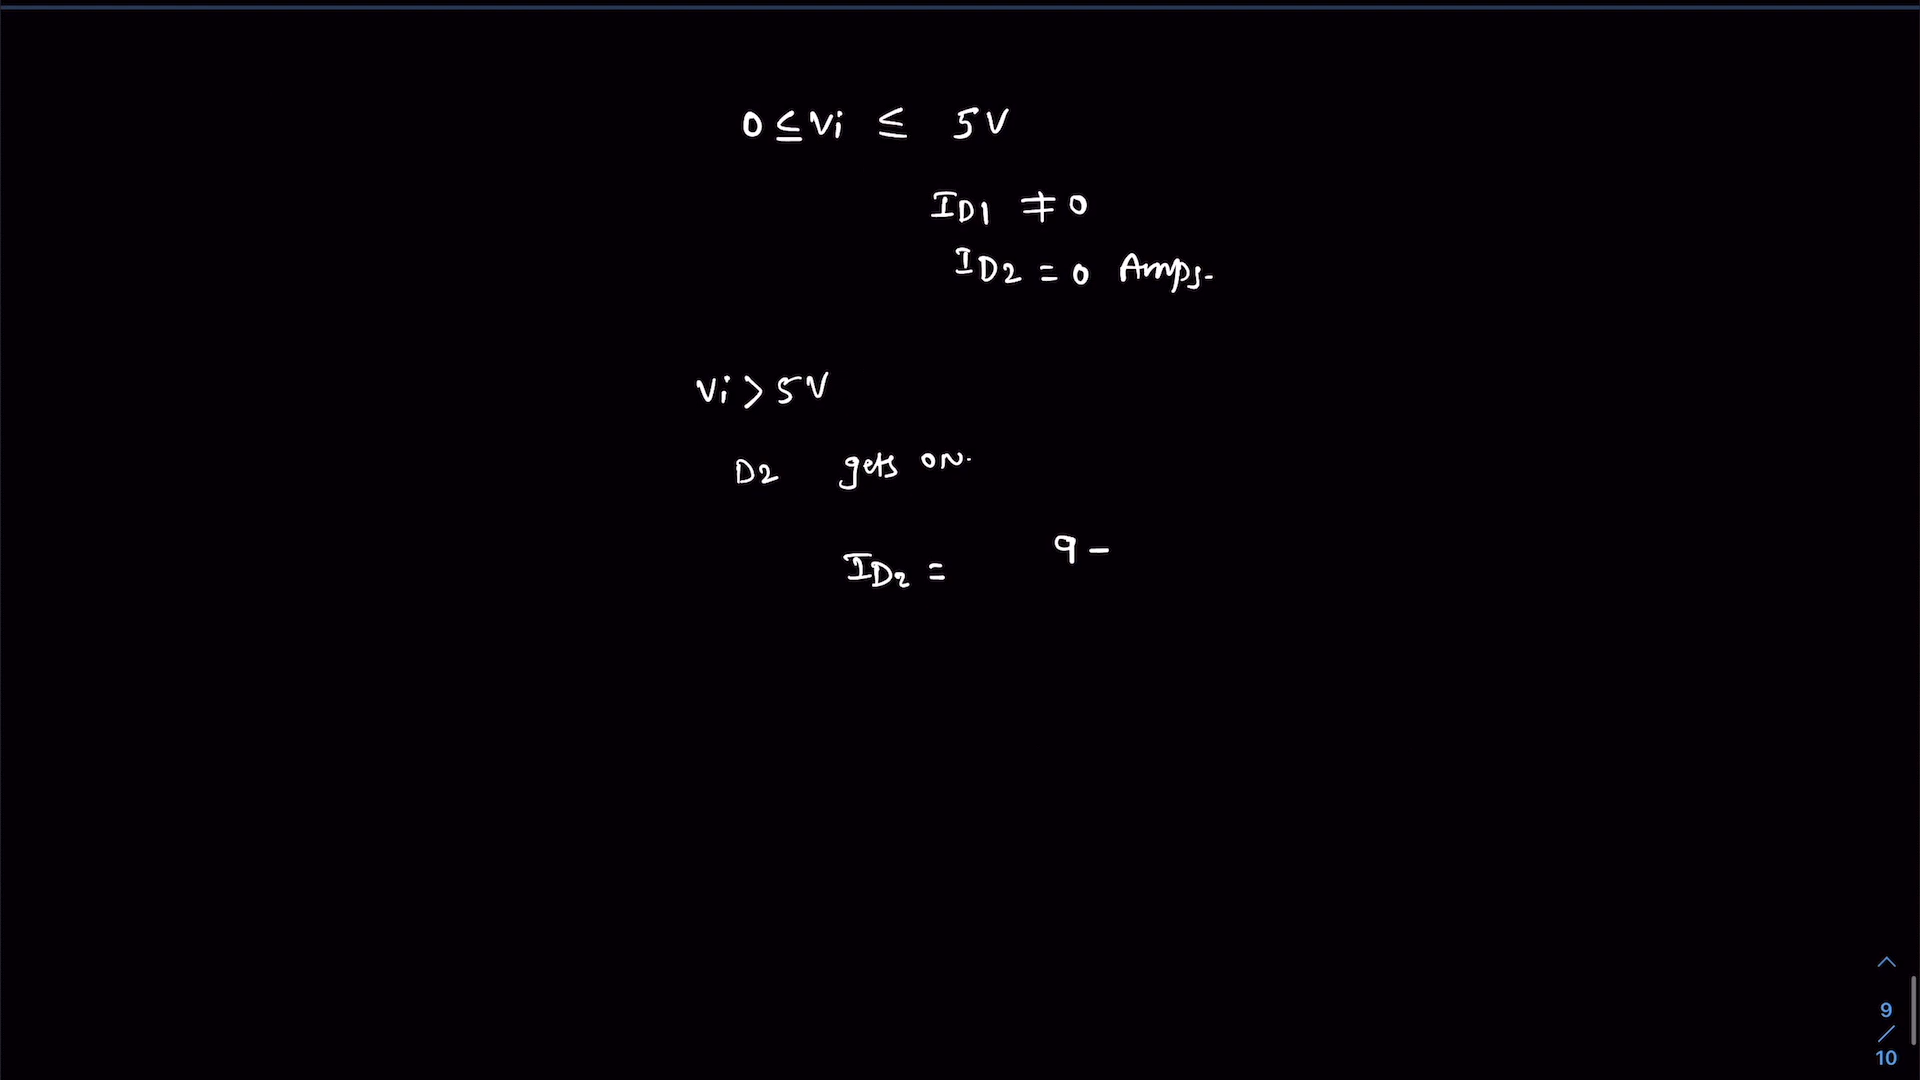 0 ≤ Vi ≤ 5V
ID1 ≠ 0
ID2 = 0 Amps.
Vi > 5V
D2 gets ON.
ID2 = 9 -
9
/
10